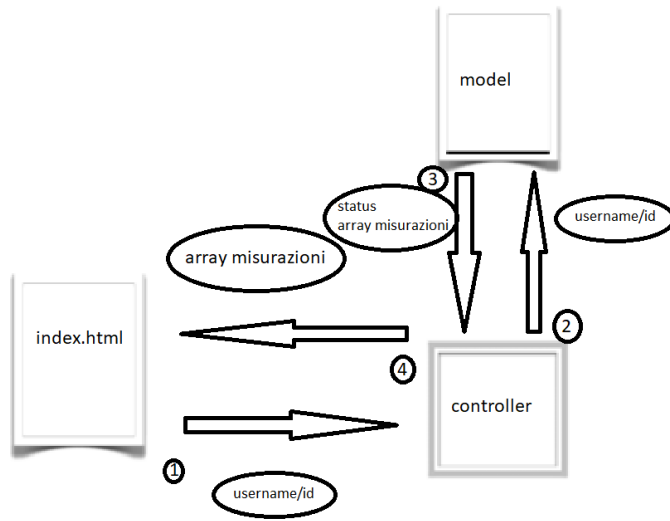 model
3
status
array misurazioni
username/id
array misurazioni
index.html
2
4
controller
1
username/id